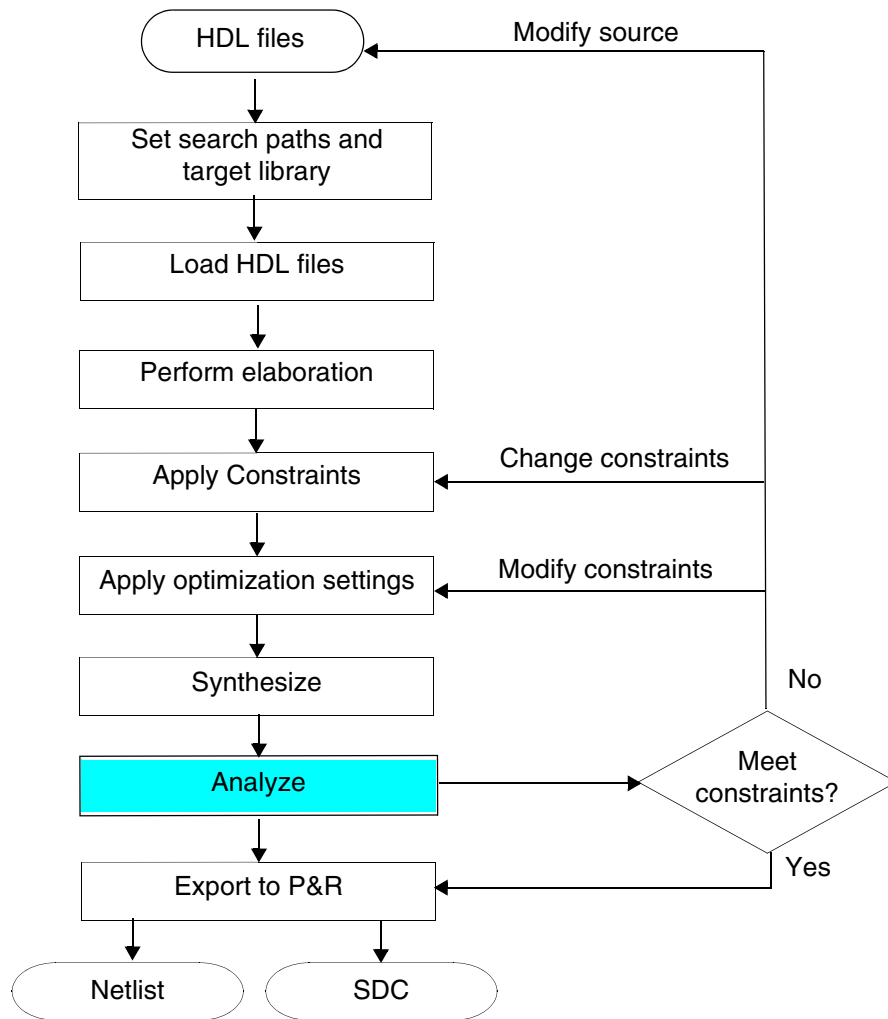 HDL files
Modify source
Set search paths and
target library
Load HDL files
Perform elaboration
Apply Constraints
Change constraints
Apply optimization settings
Modify constraints
Synthesize
No
Analyze
Meet
constraints?
Yes
Export to P&R
Netlist
SDC